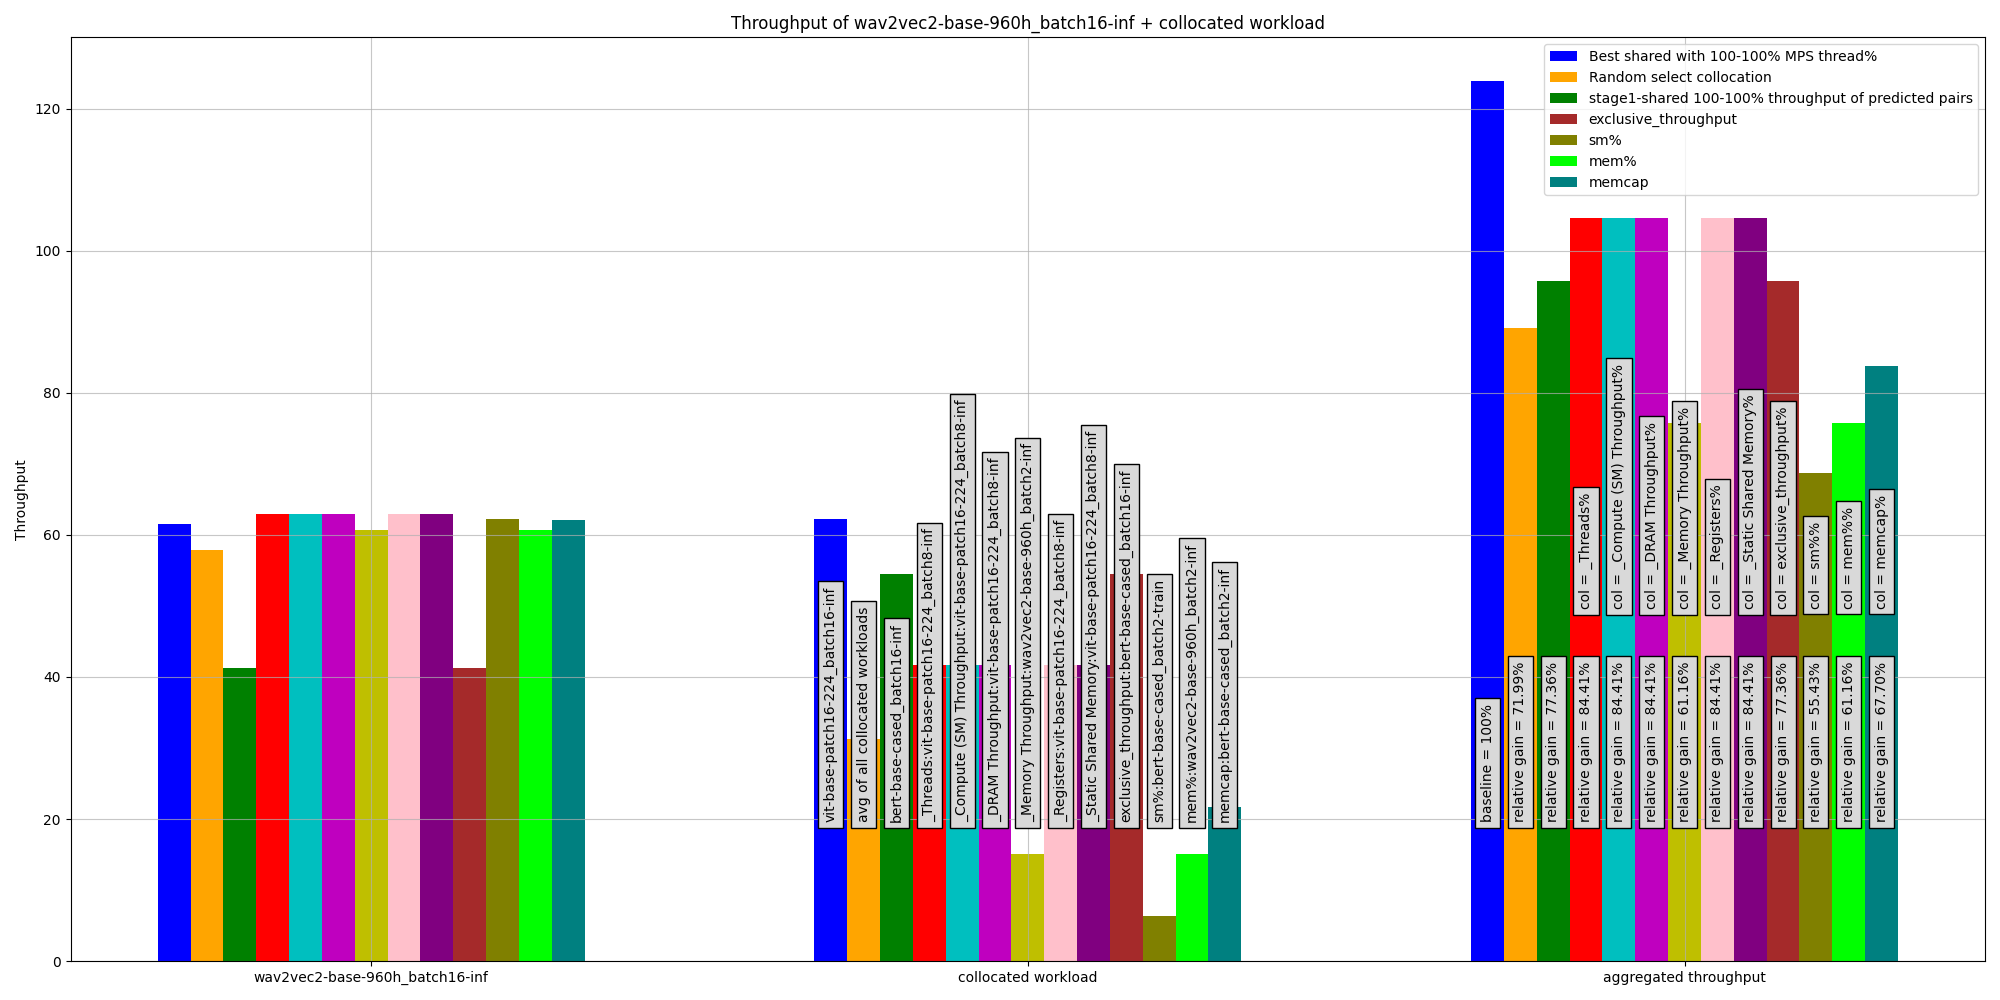 Throughput of wav2vec2-base-960h_batch16-inf + collocated workload
Best shared with 100-100% MPS thread%
Random select collocation
stage1-shared 100-100% throughput of predicted pairs
exclusive_throughput
sm%
mem%
memcap
Throughput
120
100
80
60
40
20
0
vit-base-patch16-224_batch16-inf
avg of all collocated workloads
bert-base-cased_batch16-inf
_Threads:vit-base-patch16-224_batch8-inf
_Compute (SM) Throughput:vit-base-patch16-224_batch8-inf
_DRAM Throughput:vit-base-patch16-224_batch8-inf
_Memory Throughput:wav2vec2-base-960h_batch2-inf
_Registers:vit-base-patch16-224_batch8-inf
_Static Shared Memory:vit-base-patch16-224_batch8-inf
exclusive_throughput:bert-base-cased_batch16-inf
sm%:bert-base-cased_batch2-train
mem%:wav2vec2-base-960h_batch2-inf
memcap:bert-base-cased_batch2-inf
col = _Threads%
col = _Compute (SM) Throughput%
col = _DRAM Throughput%
col = _Memory Throughput%
col = _Registers%
col = _Static Shared Memory%
col = exclusive_throughput%
col = sm%%
col = mem%%
col = memcap%
baseline = 100%
relative gain = 71.99%
relative gain = 77.36%
relative gain = 84.41%
relative gain = 84.41%
relative gain = 84.41%
relative gain = 61.16%
relative gain = 84.41%
relative gain = 84.41%
relative gain = 77.36%
relative gain = 55.43%
relative gain = 61.16%
relative gain = 67.70%
wav2vec2-base-960h_batch16-inf
collocated workload
aggregated throughput